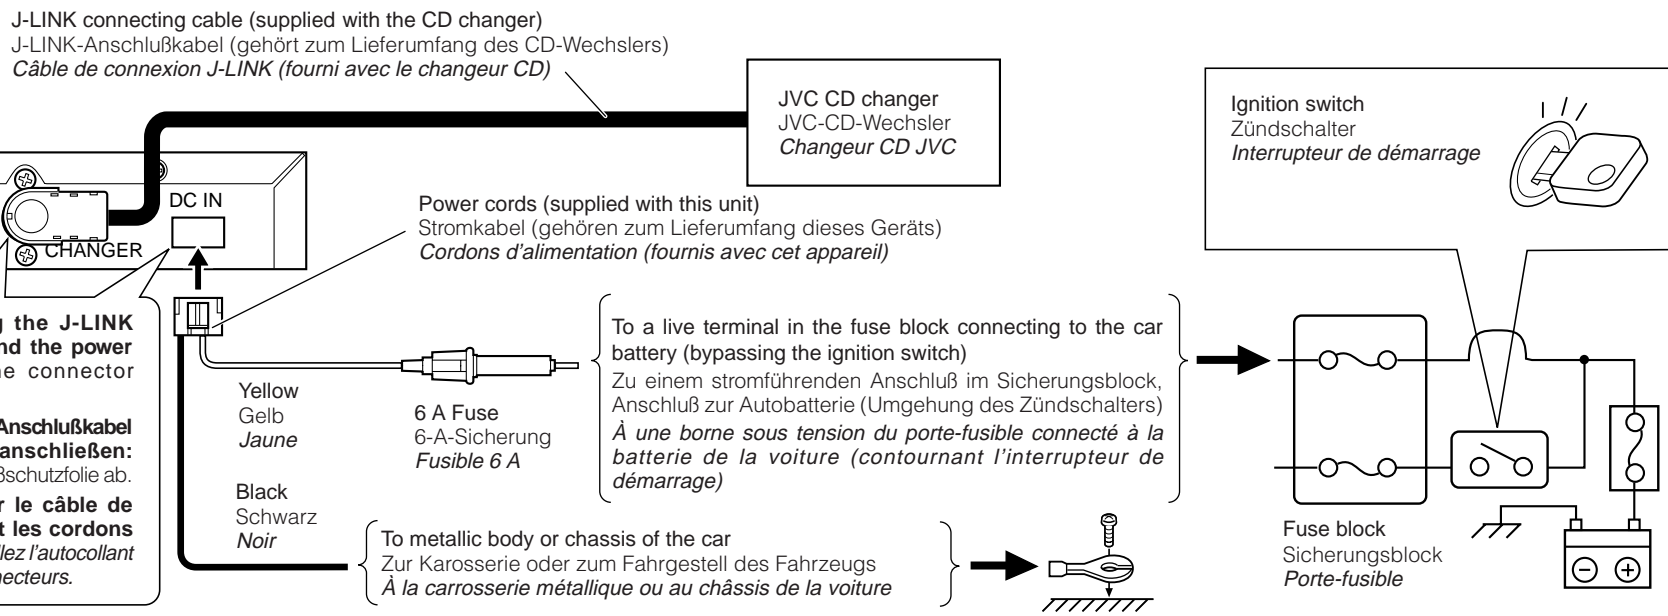 J-LINK connecting cable (supplied with the CD changer)
J-LINK-Anschlußkabel (gehört zum Lieferumfang des CD-Wechslers)
Câble de connexion J-LINK (fourni avec le changeur CD)
JVC CD changer
JVC-CD-Wechsler
Changeur CD JVC
Ignition switch
Zündschalter
Interrupteur de démarrage
DC IN
CHANGER
Power cords (supplied with this unit)
Stromkabel (gehören zum Lieferumfang dieses Geräts)
Cordons d'alimentation (fournis avec cet appareil)
the J-LINK
the power
connector
Anschlußkabel
anschließen:
ab.
r le câble de
t les cordons
l'autocollant
Yellow
Gelb
Jaune
6 A Fuse
6-A-Sicherung
Fusible 6 A
To a live terminal in the fuse block connecting to the car
battery (bypassing the ignition switch)
Zu einem stromführenden Anschluß im Sicherungsblock,
Anschluß zur Autobatterie (Umgehung des Zündschalters)
À une borne sous tension du porte-fusible connecté à la
batterie de la voiture (contournant l'interrupteur de
démarrage)
Black
Schwarz
Noir
To metallic body or chassis of the car
Zur Karosserie oder zum Fahrgestell des Fahrzeugs
À la carrosserie métallique ou au châssis de la voiture
Fuse block
Sicherungsblock
Porte-fusible